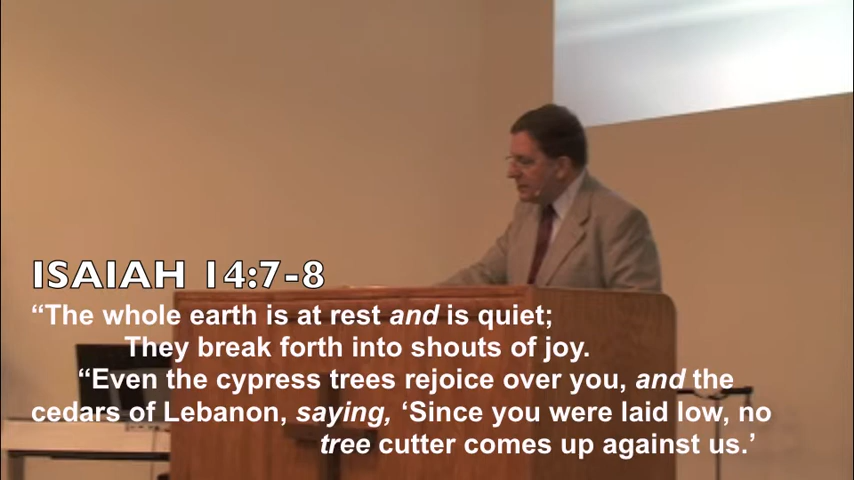 ISAIAH 14:7-8
“The whole earth is at rest and is quiet;
They break forth into shouts of joy.
“Even the cypress trees rejoice over you, and the
cedars of Lebanon, saying, ‘Since you were laid low, no
tree cutter comes up against us.’